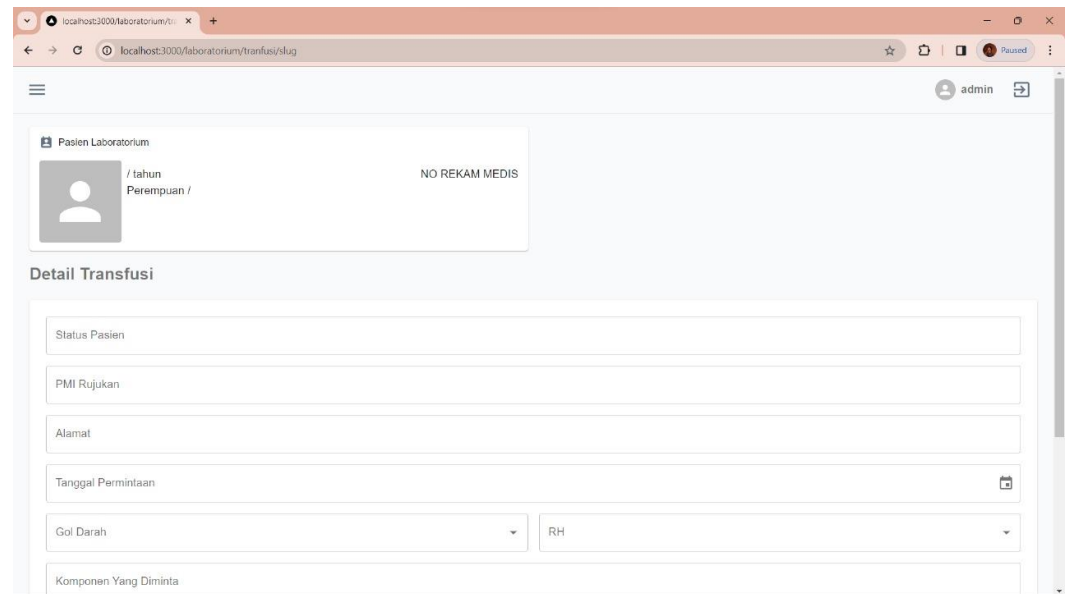 localhost:3000/laboratorium/tra
localhost:3000/laboratorium/tranfusi/slug
Paused
admin
Pasien Laboratorium
/ tahun NO REKAM MEDIS
Perempuan /
Detail Transfusi
Status Pasien
PMI Rujukan
Alamat
Tanggal Permintaan
Gol Darah RH
Komponen Yang Diminta